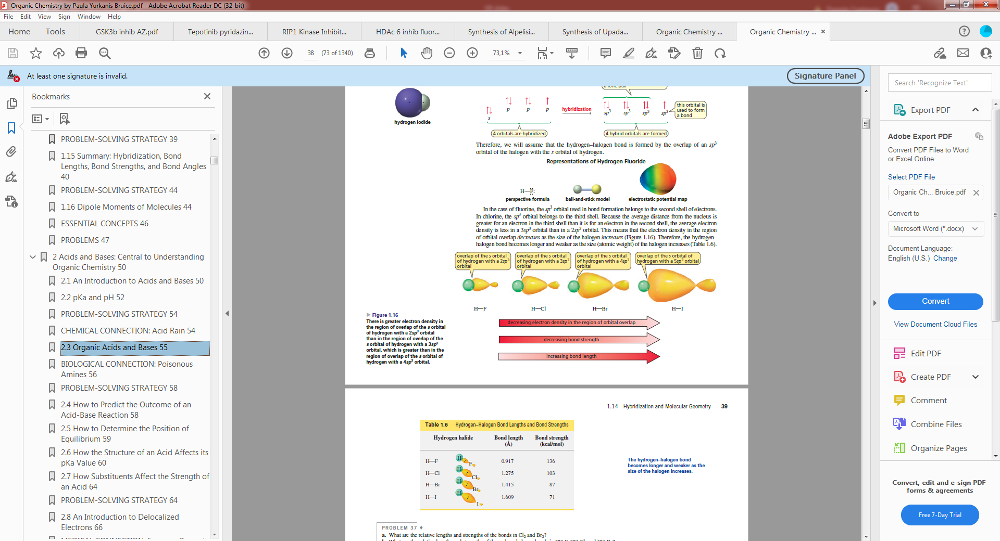 Organic Chemistry by Paula Yurkanis Bruice.pdf - Adobe Acrobat Reader DC (32-bit)
File Edit View Sign Window Help
Home Tools GSK3b inhib AZ.pdf Tepotinib pyridazin... RIP1 Kinase Inhibit... HDAc 6 inhib fluor... Synthesis of Alpelisi... Synthesis of Upada... Organic Chemistry ... Organic Chemistry ...
38 (73 of 1340) 73,1%
At least one signature is invalid.
Signature Panel
Bookmarks
PROBLEM-SOLVING STRATEGY 39
1.15 Summary: Hybridization, Bond
Lengths, Bond Strengths, and Bond Angles
40
PROBLEM-SOLVING STRATEGY 44
1.16 Dipole Moments of Molecules 44
ESSENTIAL CONCEPTS 46
PROBLEMS 47
2 Acids and Bases: Central to Understanding
Organic Chemistry 50
2.1 An Introduction to Acids and Bases 50
2.2 pKa and pH 52
PROBLEM-SOLVING STRATEGY 54
CHEMICAL CONNECTION: Acid Rain 54
2.3 Organic Acids and Bases 55
BIOLOGICAL CONNECTION: Poisonous
Amines 56
PROBLEM-SOLVING STRATEGY 58
2.4 How to Predict the Outcome of an
Acid-Base Reaction 58
2.5 How to Determine the Position of
Equilibrium 59
2.6 How the Structure of an Acid Affects its
pKa Value 60
2.7 How Substituents Affect the Strength of
an Acid 64
PROBLEM-SOLVING STRATEGY 64
2.8 An Introduction to Delocalized
Electrons 66
hydrogen iodide
s p p p
hybridization
sp³ sp³ sp³ sp³
this orbital is
used to form
a bond
4 orbitals are hybridized
4 hybrid orbitals are formed
Therefore, we will assume that the hydrogen–halogen bond is formed by the overlap of an sp³
orbital of the halogen with the s orbital of hydrogen.
Representations of Hydrogen Fluoride
H—F
perspective formula ball-and-stick model electrostatic potential map
In the case of fluorine, the sp³ orbital used in bond formation belongs to the second shell of electrons.
In chlorine, the sp³ orbital belongs to the third shell. Because the average distance from the nucleus is
greater for an electron in the third shell than it is for an electron in the second shell, the average electron
density is less in a 3sp³ orbital than in a 2sp³ orbital. This means that the electron density in the region
of orbital overlap decreases as the size of the halogen increases (Figure 1.16). Therefore, the hydrogen–
halogen bond becomes longer and weaker as the size (atomic weight) of the halogen increases (Table 1.6).
overlap of the s orbital
of hydrogen with a 2sp³
orbital
overlap of the s orbital
of hydrogen with a 3sp³
orbital
overlap of the s orbital
of hydrogen with a 4sp³
orbital
overlap of the s orbital of
hydrogen with a 5sp³ orbital
H—F H—Cl H—Br H—I
Figure 1.16
There is greater electron density in
the region of overlap of the s orbital
of hydrogen with a 2sp³ orbital
than in the region of overlap of the
s orbital of hydrogen with a 3sp³
orbital, which is greater than in the
region of overlap of the s orbital of
hydrogen with a 4sp³ orbital.
decreasing electron density in the region of orbital overlap
decreasing bond strength
increasing bond length
1.14 Hybridization and Molecular Geometry 39
Table 1.6 Hydrogen–Halogen Bond Lengths and Bond Strengths
Hydrogen halide Bond length Bond strength
(Å) (kcal/mol)
H—F H F 0.917 136
H—Cl H Cl 1.275 103
H—Br H Br 1.415 87
H—I H I 1.609 71
The hydrogen–halogen bond
becomes longer and weaker as the
size of the halogen increases.
PROBLEM 37
a. What are the relative lengths and strengths of the bonds in Cl₂ and Br₂?
Search 'Recognize Text'
Export PDF
Adobe Export PDF
Convert PDF Files to Word
or Excel Online
Select PDF File
Organic Ch... Bruice.pdf
Convert to
Microsoft Word (*.docx)
Document Language:
English (U.S.) Change
Convert
View Document Cloud Files
Edit PDF
Create PDF
Comment
Combine Files
Organize Pages
Convert, edit and e-sign PDF
forms & agreements
Free 7-Day Trial